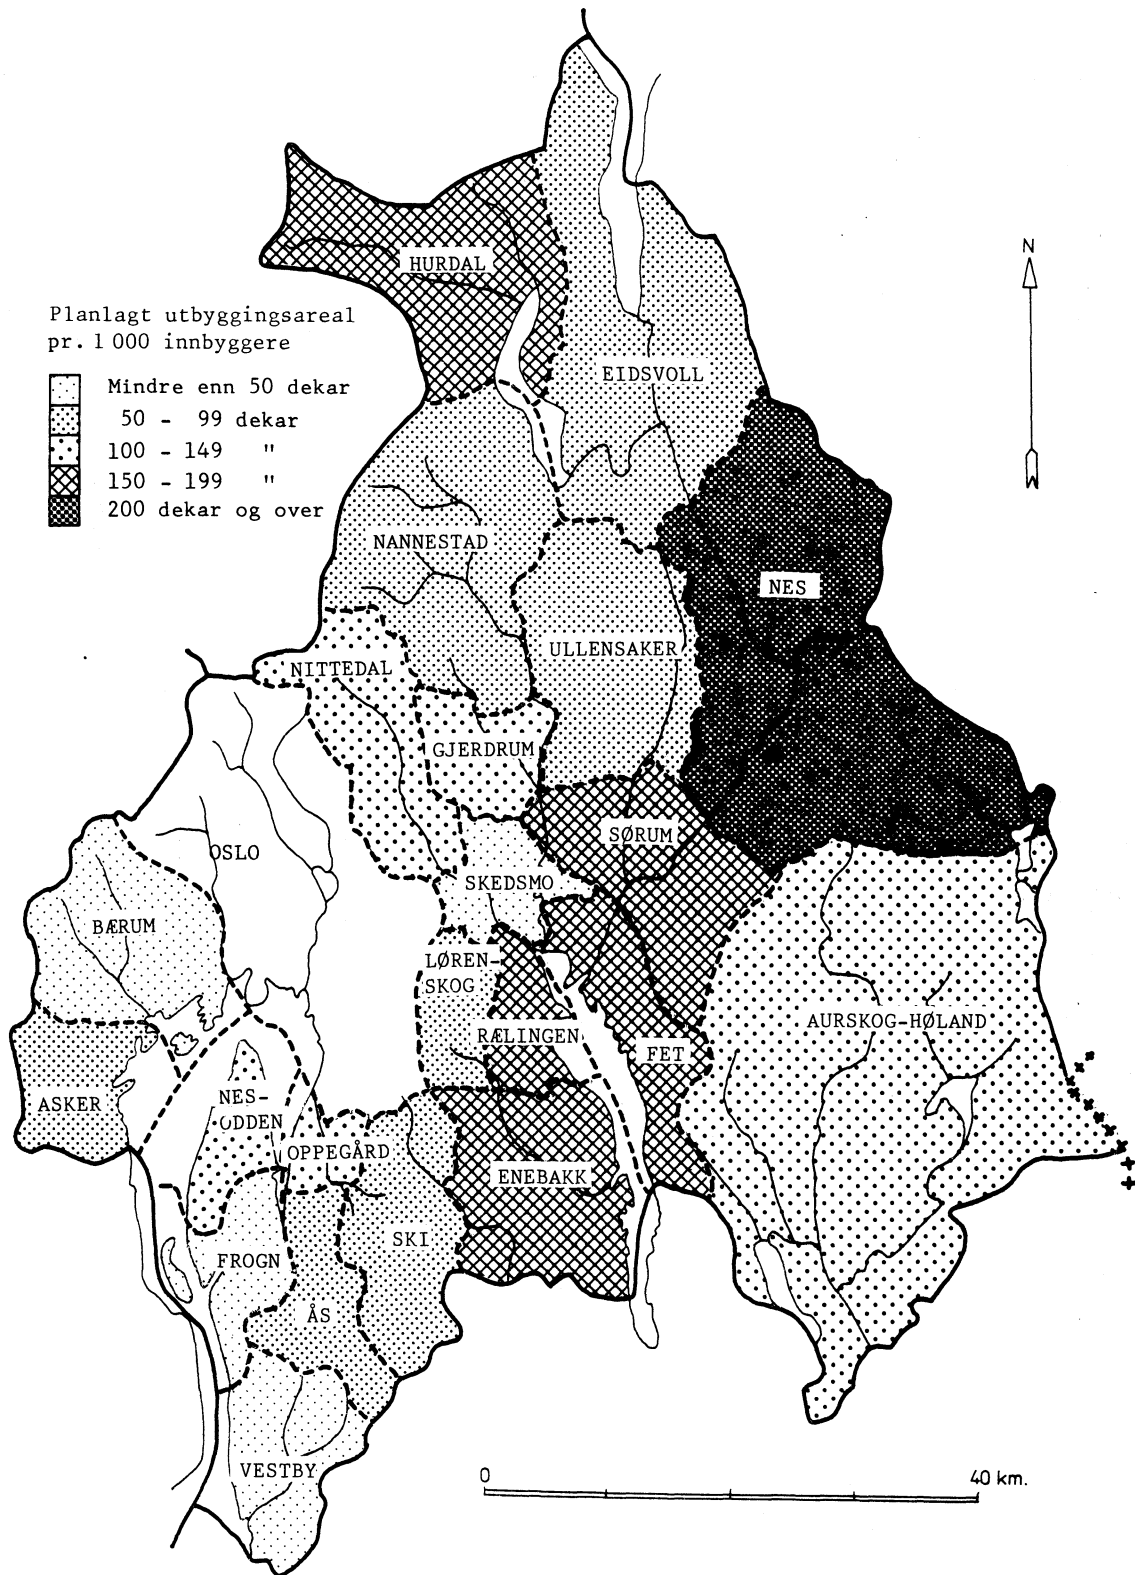 N
HURDAL
Planlagt utbyggingsareal
pr. 1 000 innbyggere
Mindre enn 50 dekar
50 - 99 dekar
100 - 149 "
150 - 199 "
200 dekar og over
EIDSVOLL
NANNESTAD
NES
ULLENSAKER
NITTEDAL
GJERDRUM
SØRUM
OSLO
SKEDSMO
BÆRUM
LØREN-
SKOG
RÆLINGEN
AURSKOG-HØLAND
FET
ASKER
NES-
ODDEN
OPPEGÅRD
ENEBAKK
SKI
FROGN
ÅS
VESTBY
0 40 km.